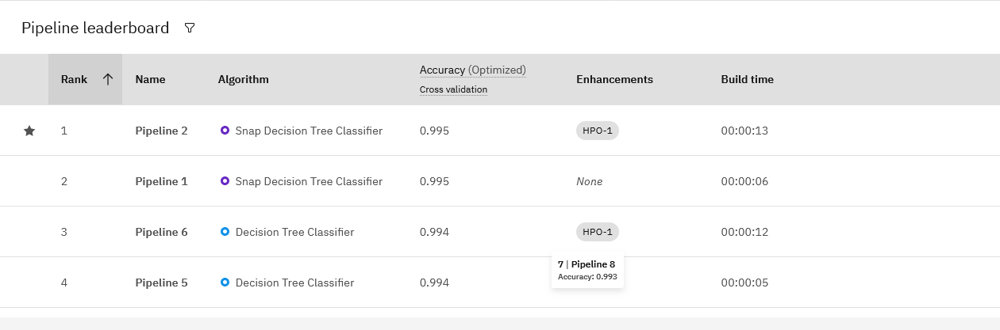 Pipeline leaderboard
Rank Name Algorithm Accuracy (Optimized) Enhancements Build time
Cross validation
1 Pipeline 2 Snap Decision Tree Classifier 0.995 HPO-1 00:00:13
2 Pipeline 1 Snap Decision Tree Classifier 0.995 None 00:00:06
3 Pipeline 6 Decision Tree Classifier 0.994 HPO-1 00:00:12
7 | Pipeline 8
Accuracy: 0.993
4 Pipeline 5 Decision Tree Classifier 0.994 00:00:05